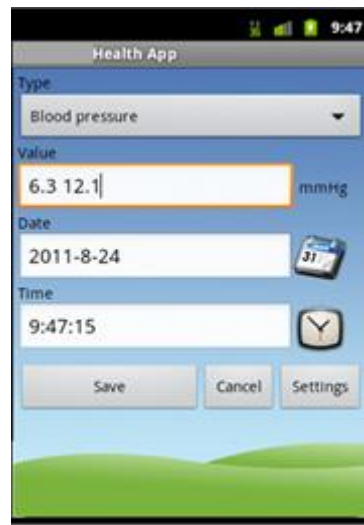 9:47
Health App
Type
Blood pressure
Value
6.3 12.1 mmHg
Date
2011-8-24
31
Time
9:47:15
Save Cancel Settings